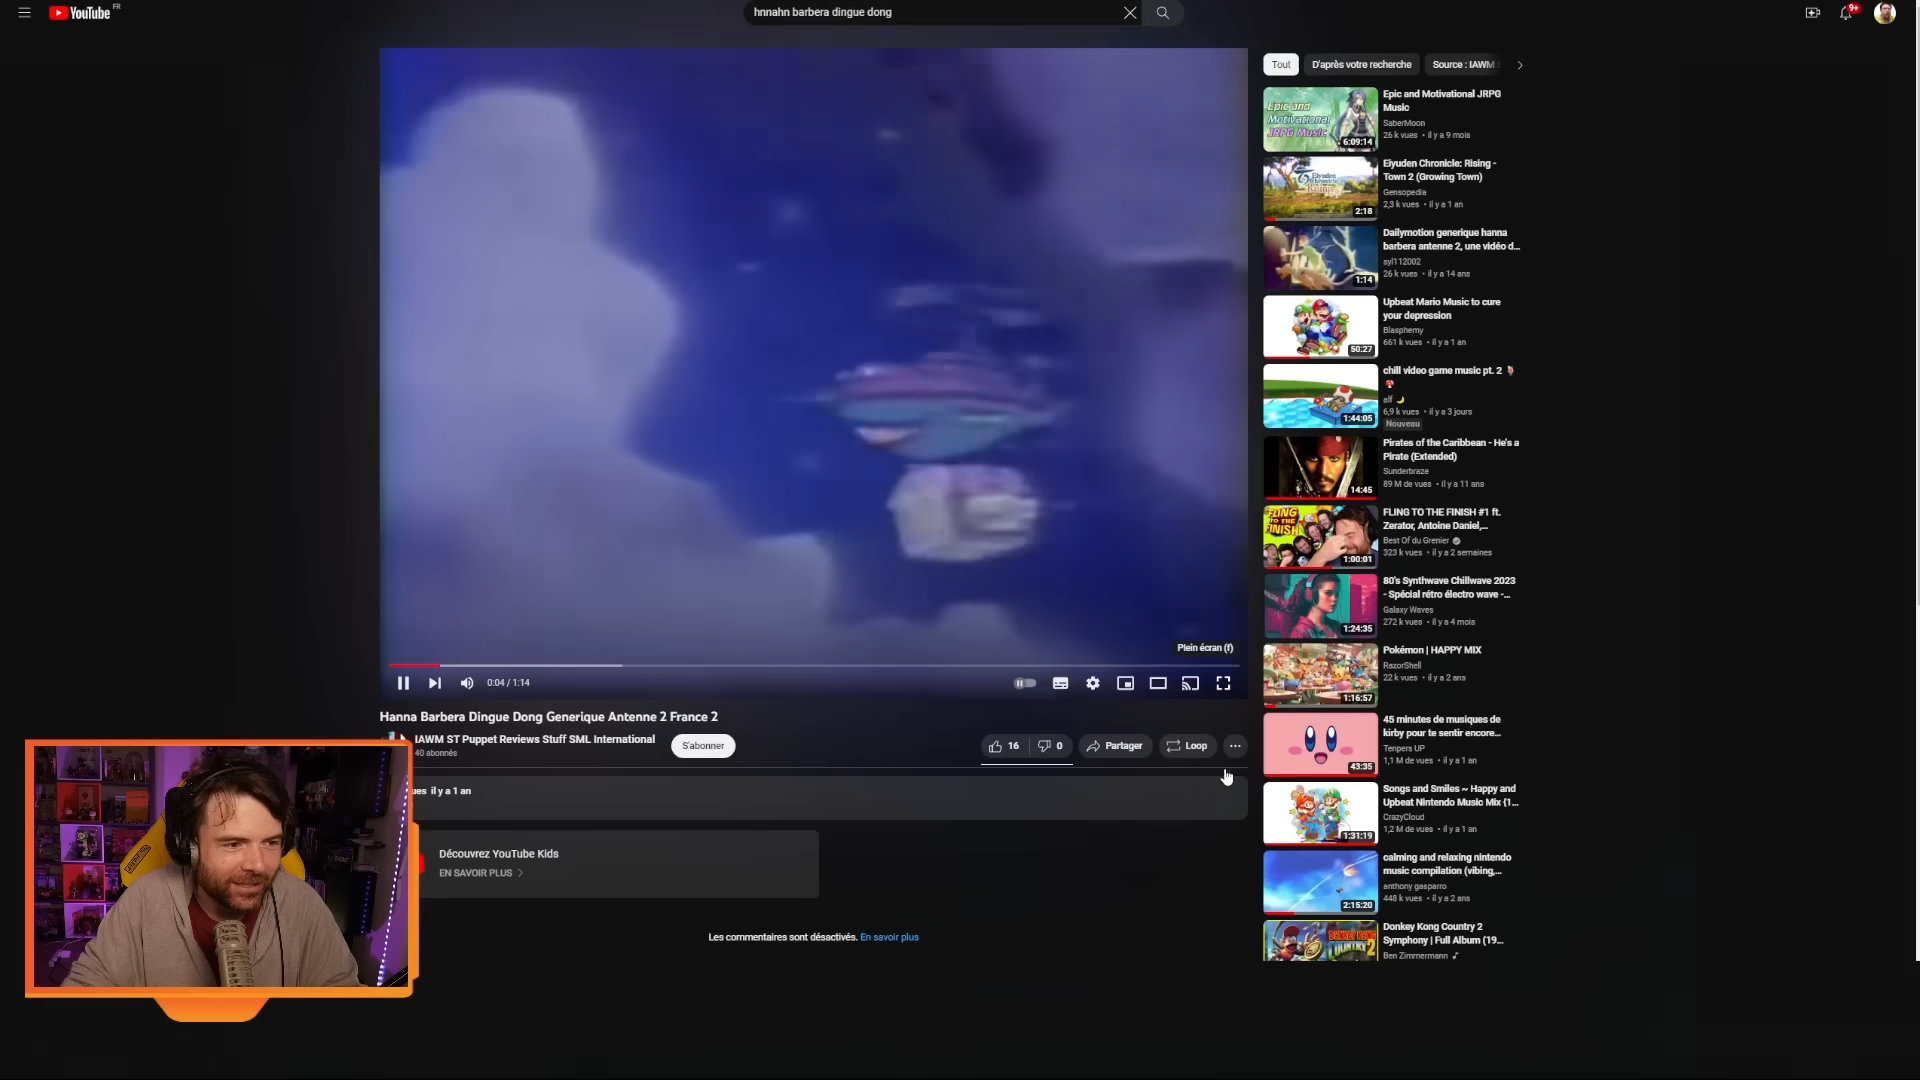 YouTube FR
hnnahn barbera dingue dong
9+
Plein écran (f)
0:04 / 1:14
Hanna Barbera Dingue Dong Generique Antenne 2 France 2
IAWM ST Puppet Reviews Stuff SML International
40 abonnés
S'abonner
16
0
Partager
Loop
ues il y a 1 an
Découvrez YouTube Kids
EN SAVOIR PLUS
Les commentaires sont désactivés. En savoir plus
Tout
D'après votre recherche
Source : IAWM
Epic and Motivational JRPG Music
6:09:14
Epic and Motivational JRPG
Music
SaberMoon
26 k vues • il y a 9 mois
2:18
Eiyuden Chronicle: Rising -
Town 2 (Growing Town)
Gensopedia
2,3 k vues • il y a 1 an
1:14
Dailymotion generique hanna
barbera antenne 2, une vidéo d...
syl112002
26 k vues • il y a 14 ans
50:27
Upbeat Mario Music to cure
your depression
Blasphemy
661 k vues • il y a 1 an
1:44:05
chill video game music pt. 2
alf
6,9 k vues • il y a 3 jours
Nouveau
14:45
Pirates of the Caribbean - He's a
Pirate (Extended)
Sunderbraze
89 M de vues • il y a 11 ans
FLING TO THE FINISH
1:00:01
FLING TO THE FINISH #1 ft.
Zerator, Antoine Daniel,...
Best Of du Grenier
323 k vues • il y a 2 semaines
1:24:35
80's Synthwave Chillwave 2023
- Spécial rétro électro wave -...
Galaxy Waves
272 k vues • il y a 4 mois
1:16:57
Pokémon | HAPPY MIX
RazorShell
22 k vues • il y a 2 ans
43:35
45 minutes de musiques de
kirby pour te sentir encore...
Tenpers UP
1,1 M de vues • il y a 1 an
1:31:19
Songs and Smiles ~ Happy and
Upbeat Nintendo Music Mix {1...
CrazyCloud
1,2 M de vues • il y a 1 an
2:15:20
calming and relaxing nintendo
music compilation (vibing,...
anthony gasparro
448 k vues • il y a 2 ans
Donkey Kong Country 2
Symphony | Full Album (19...
Ben Zimmermann